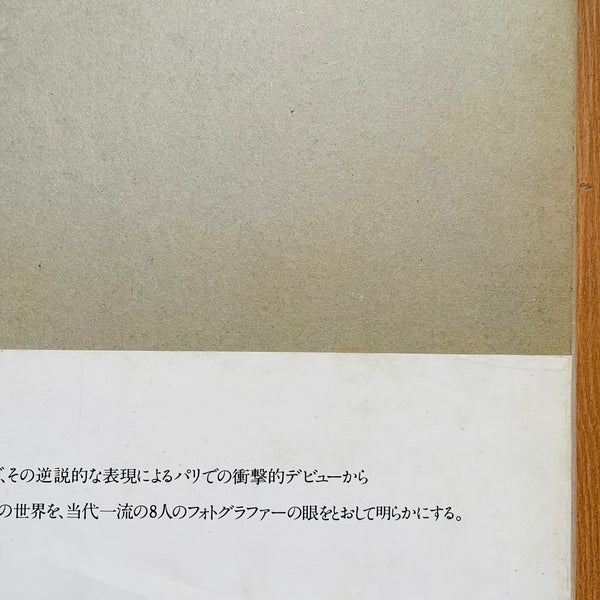 、その逆説的な表現によるパリでの衝撃的デビューから
の世界を、当代一流の8人のフォトグラファーの眼をとおして明らかにする。